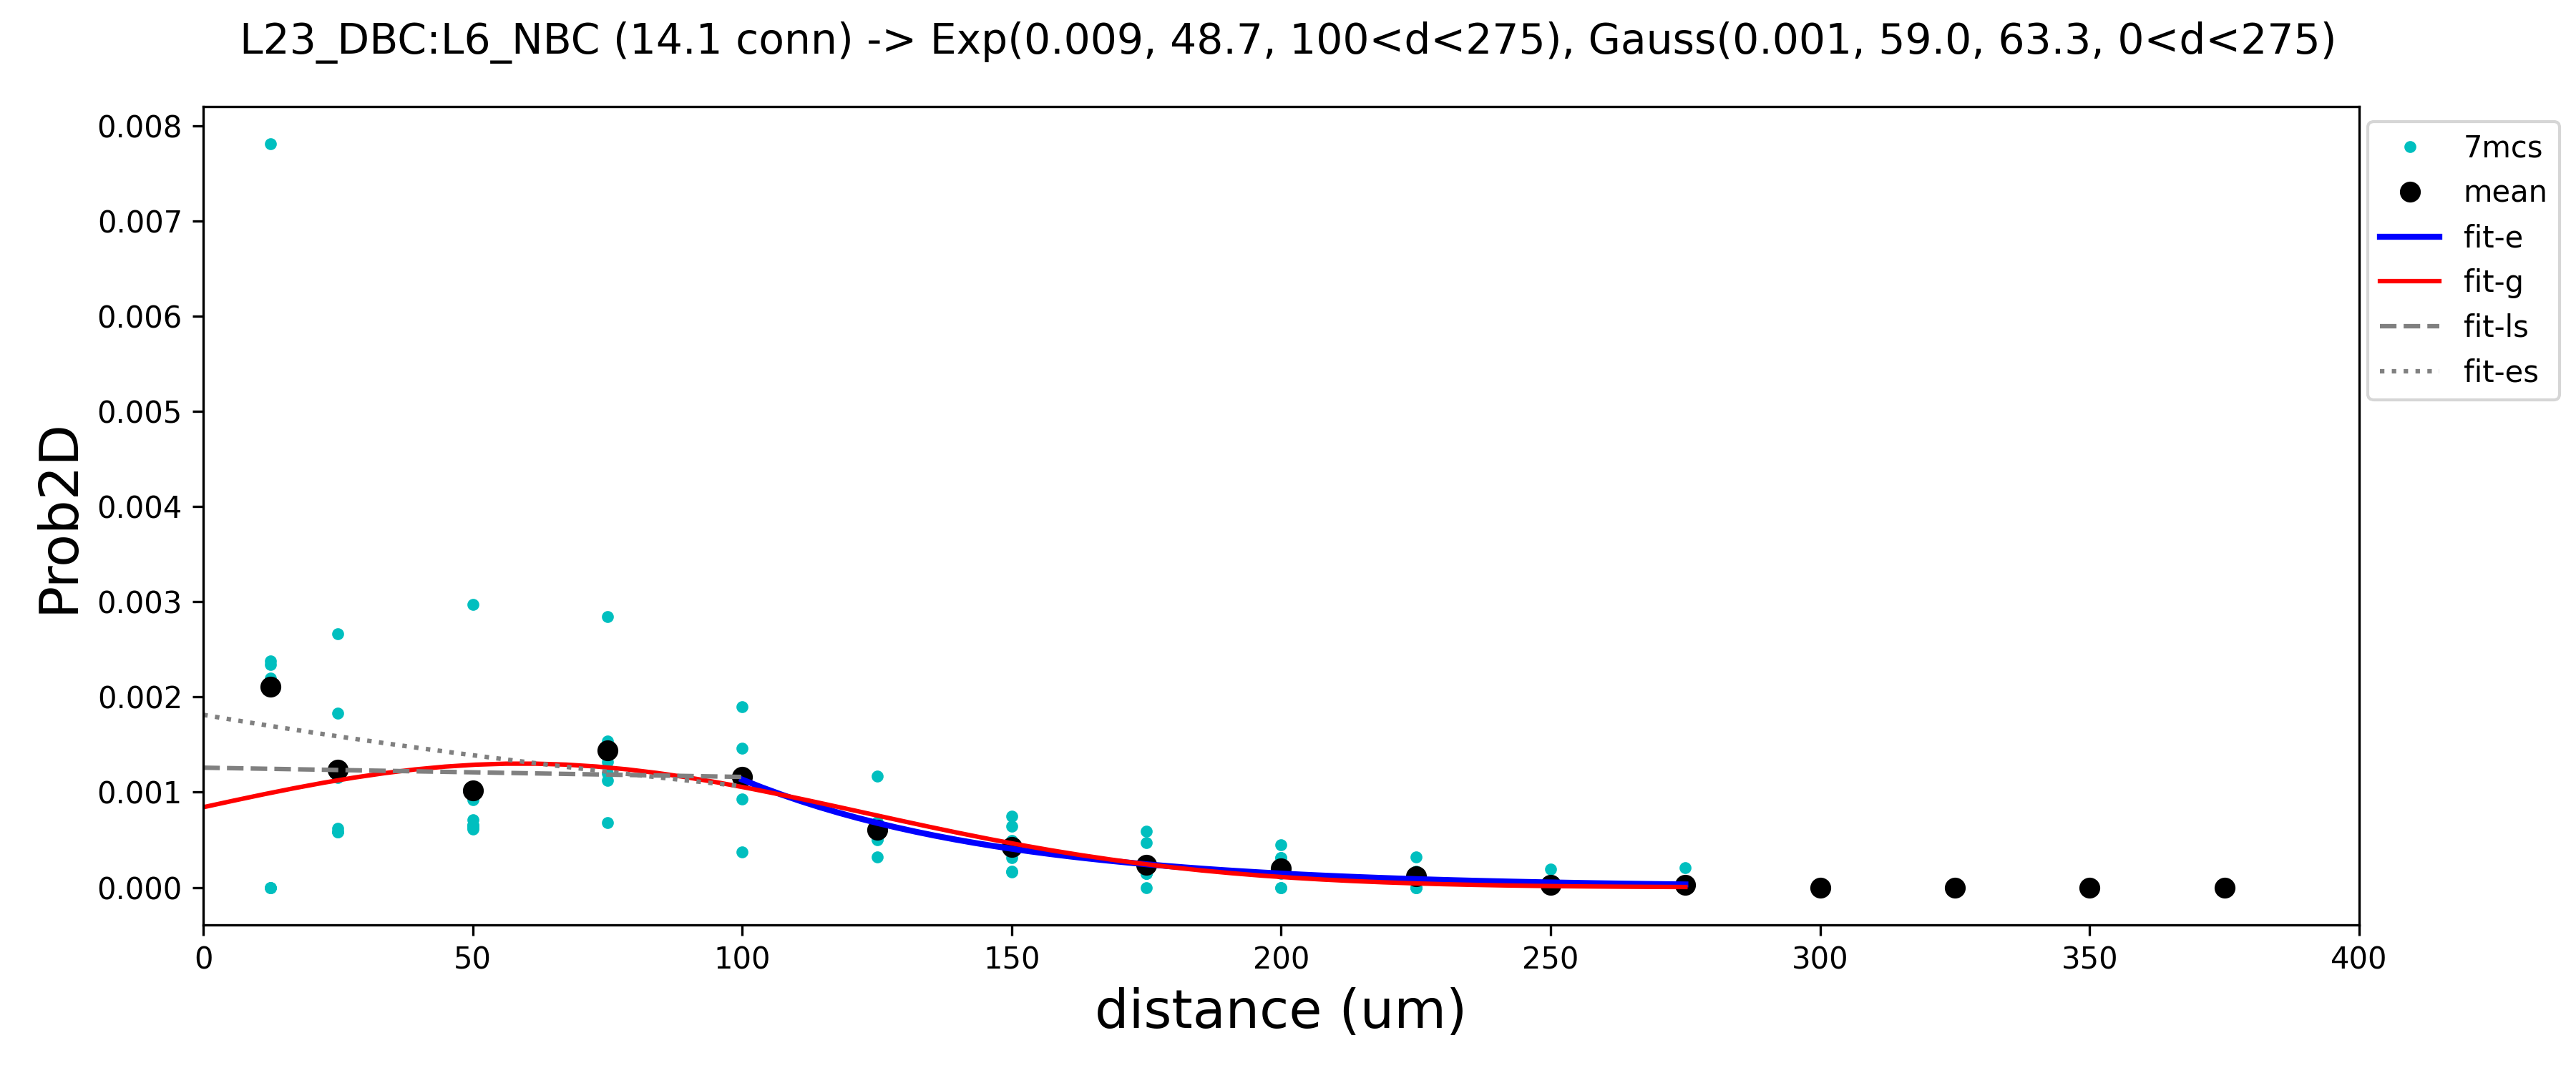 L23_DBC:L6_NBC (14.1 conn) -> Exp(0.009, 48.7, 100<d<275), Gauss(0.001, 59.0, 63.3, 0<d<275)
0.008
0.007
0.006
0.005
0.004
0.003
0.002
0.001
0.000
Prob2D
0 50 100 150 200 250 300 350 400
distance (um)
7mcs
mean
fit-e
fit-g
fit-ls
fit-es